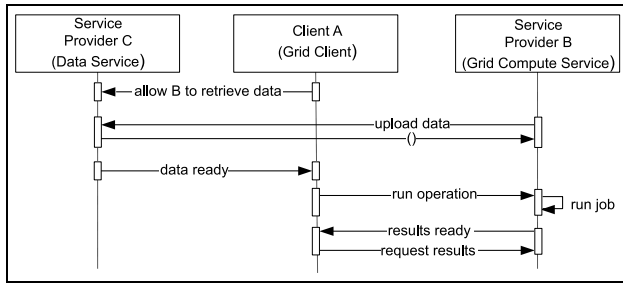 Service
Provider C
(Data Service)
Client A
(Grid Client)
Service
Provider B
(Grid Compute Service)
allow B to retrieve data
upload data
()
data ready
run operation
run job
results ready
request results